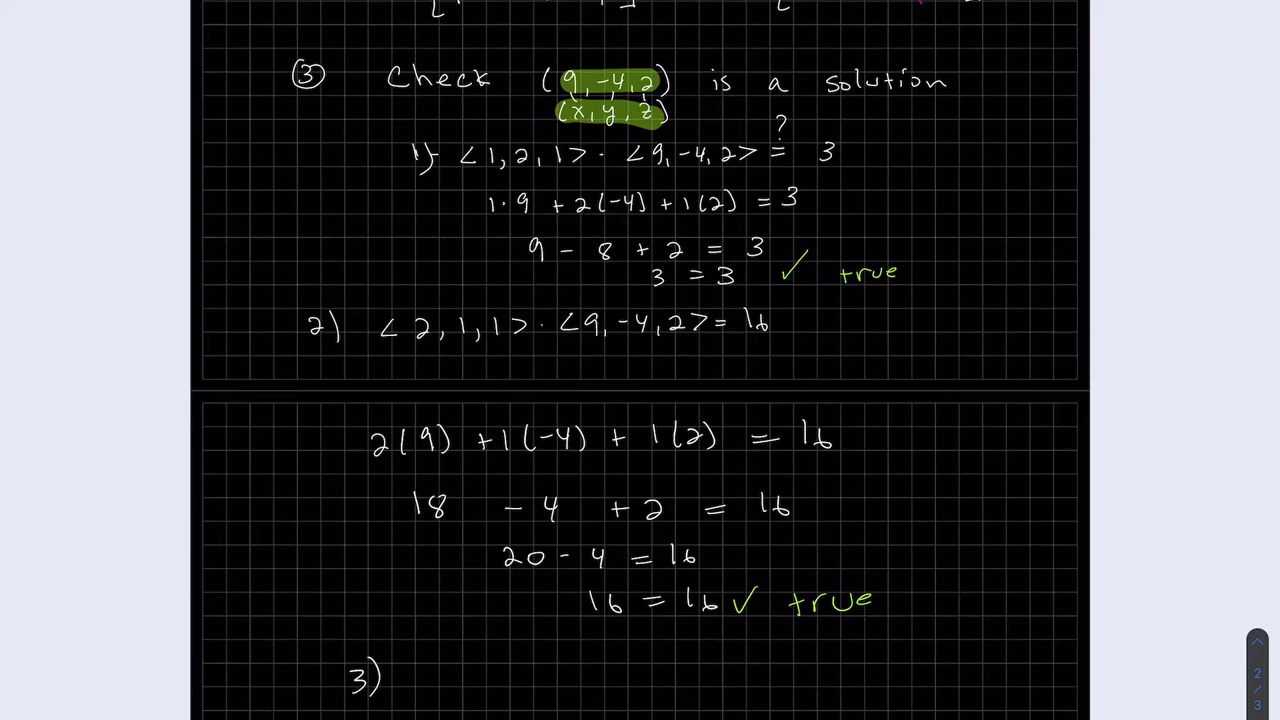 ③ Check (9, -4, 2) is a solution
(x, y, z)
1) <1, 2, 1> · <9, -4, 2> ≟ 3
1·9 + 2(-4) + 1(2) = 3
9 - 8 + 2 = 3
3 = 3 ✓ true
2) <2, 1, 1> · <9, -4, 2> = 16
2(9) + 1(-4) + 1(2) = 16
18 - 4 + 2 = 16
20 - 4 = 16
16 = 16 ✓ true
3)
2
/
3